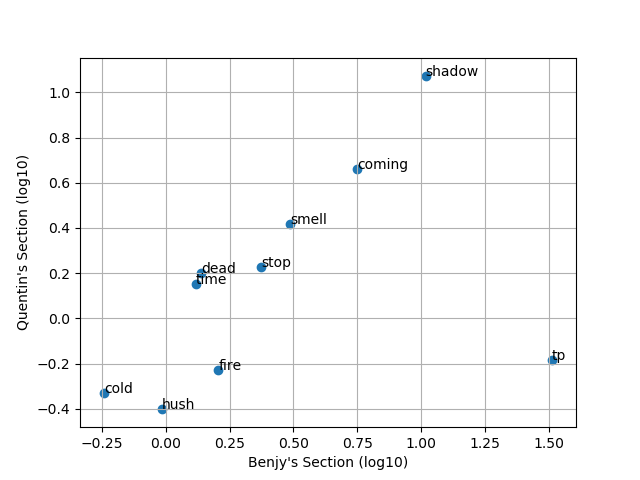 shadow
1.0
0.8
coming
0.6
smell
0.4
stop
dead
0.2
time
0.0
tp
−0.2
fire
cold
hush
−0.4
−0.25 0.00 0.25 0.50 0.75 1.00 1.25 1.50
Benjy's Section (log10)
Quentin's Section (log10)